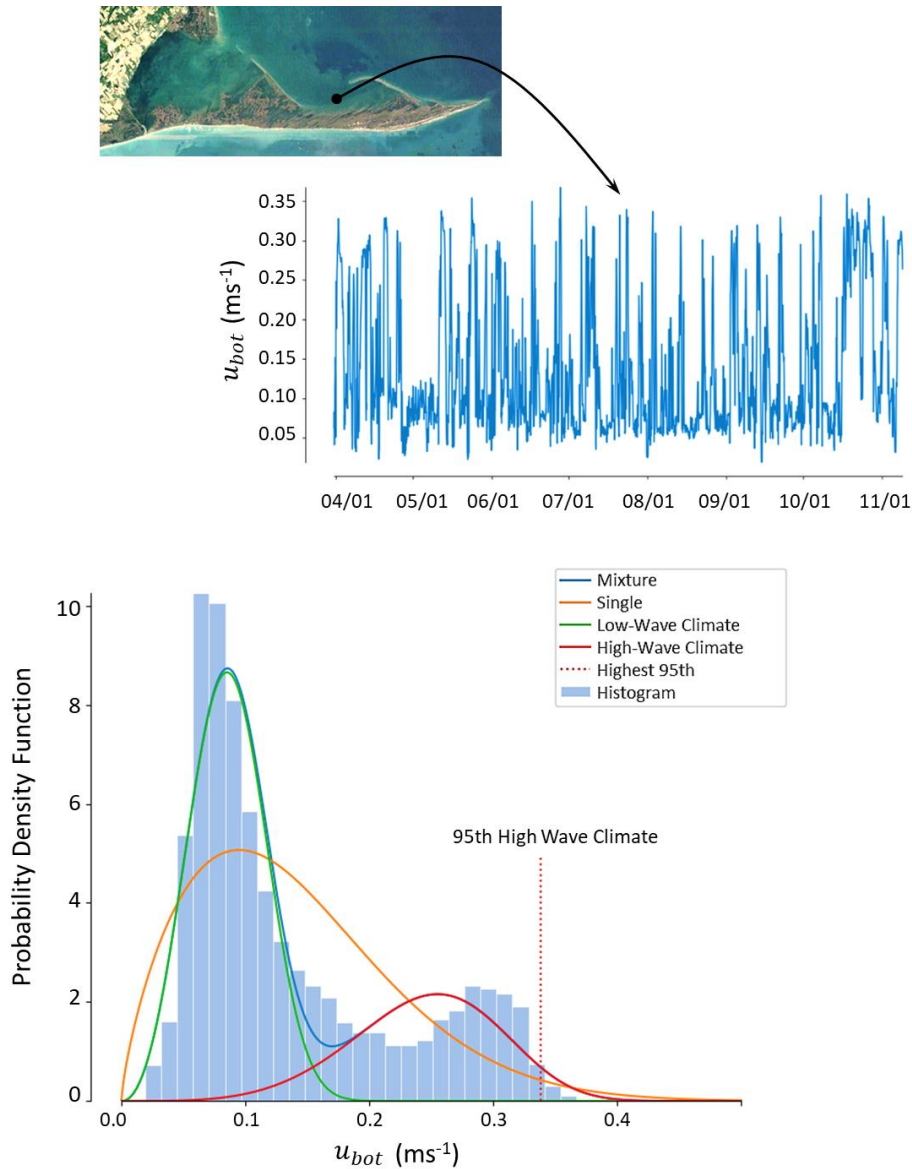 0.35
0.30
0.25
0.20
0.15
0.10
0.05
u_bot (ms⁻¹)
04/01 05/01 06/01 07/01 08/01 09/01 10/01 11/01
Mixture
Single
Low-Wave Climate
High-Wave Climate
Highest 95th
Histogram
95th High Wave Climate
10
8
6
4
2
0
Probability Density Function
0.0 0.1 0.2 0.3 0.4
u_bot (ms⁻¹)